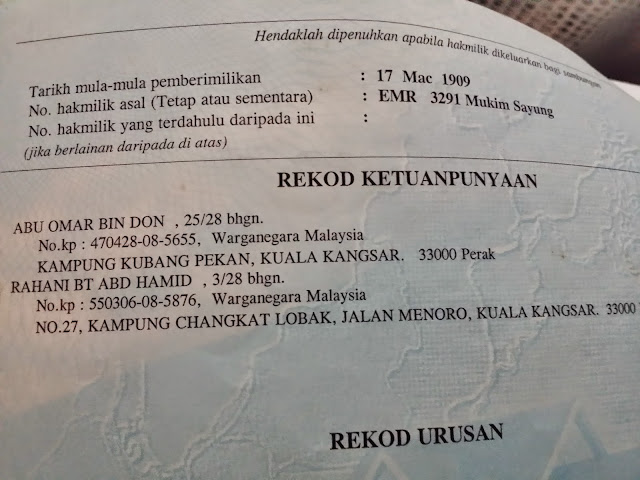 Hendaklah dipenuhkan apabila hakmilik dikeluarkan bagi sambungan
Tarikh mula-mula pemberimilikan : 17 Mac 1909
No. hakmilik asal (Tetap atau sementara) : EMR 3291 Mukim Sayung
No. hakmilik yang terdahulu daripada ini :
(jika berlainan daripada di atas)
REKOD KETUANPUNYAAN
ABU OMAR BIN DON , 25/28 bhgn.
No.kp : 470428-08-5655, Warganegara Malaysia
KAMPUNG KUBANG PEKAN, KUALA KANGSAR. 33000 Perak
RAHANI BT ABD HAMID , 3/28 bhgn.
No.kp : 550306-08-5876, Warganegara Malaysia
NO.27, KAMPUNG CHANGKAT LOBAK, JALAN MENORO, KUALA KANGSAR. 33000
REKOD URUSAN